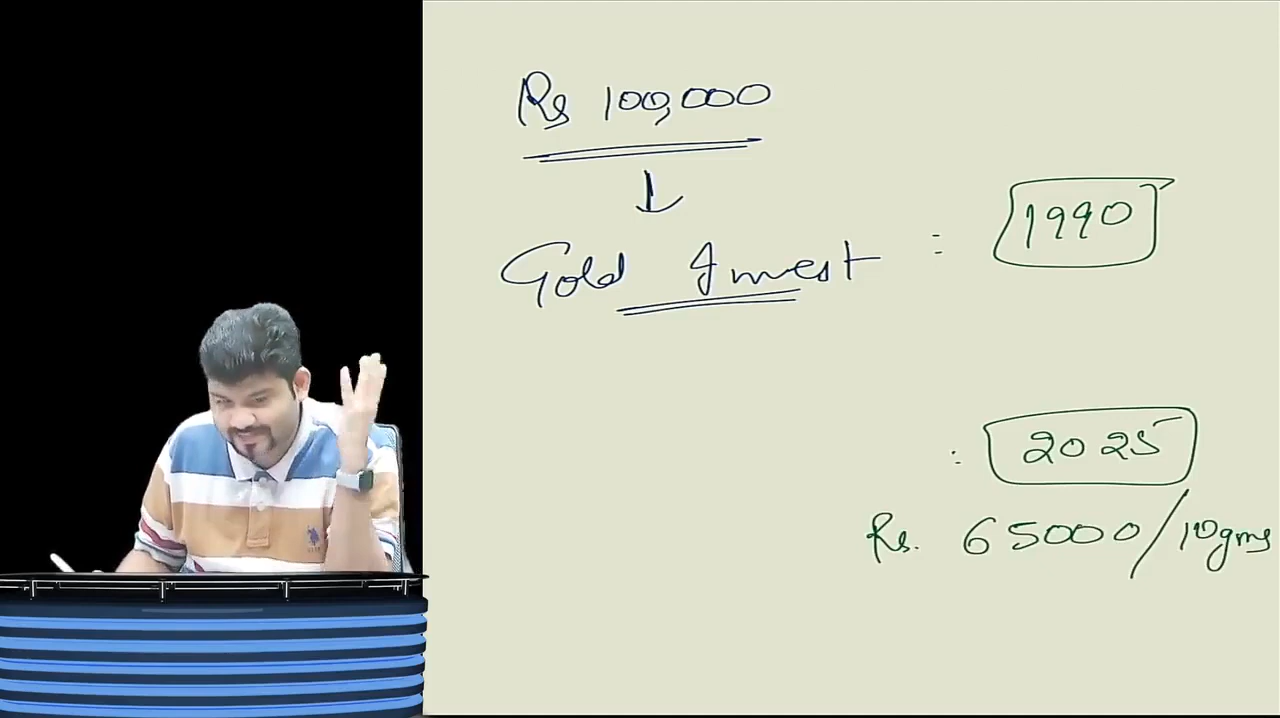 Rs 100,000
Gold Invest : 1990
: 2025
Rs. 65000/10gms